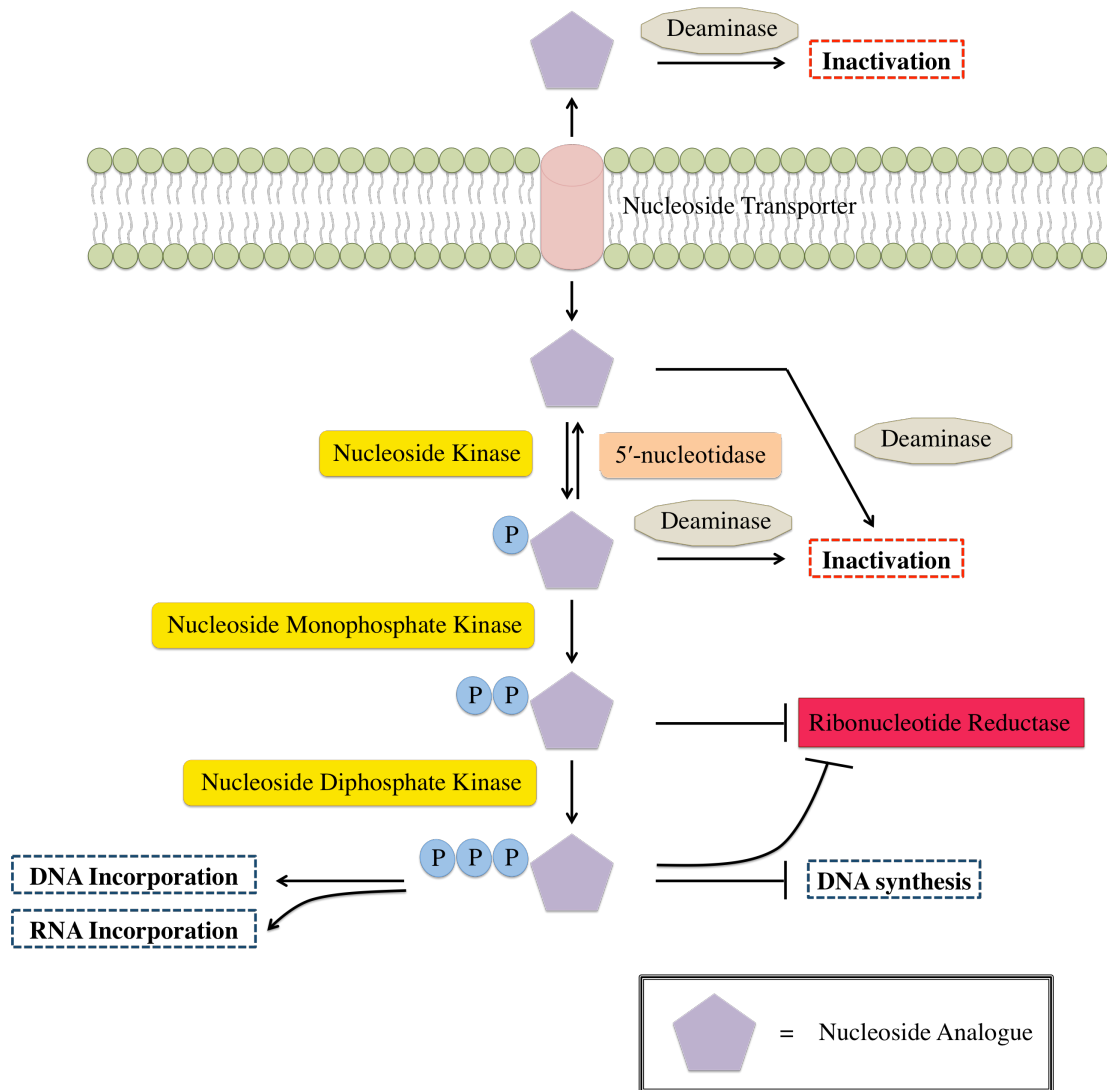 Deaminase
Inactivation
Nucleoside Transporter
Deaminase
Nucleoside Kinase
5′-nucleotidase
P
Deaminase
Inactivation
Nucleoside Monophosphate Kinase
P P
Ribonucleotide Reductase
Nucleoside Diphosphate Kinase
P P P
DNA Incorporation
DNA synthesis
RNA Incorporation
= Nucleoside Analogue